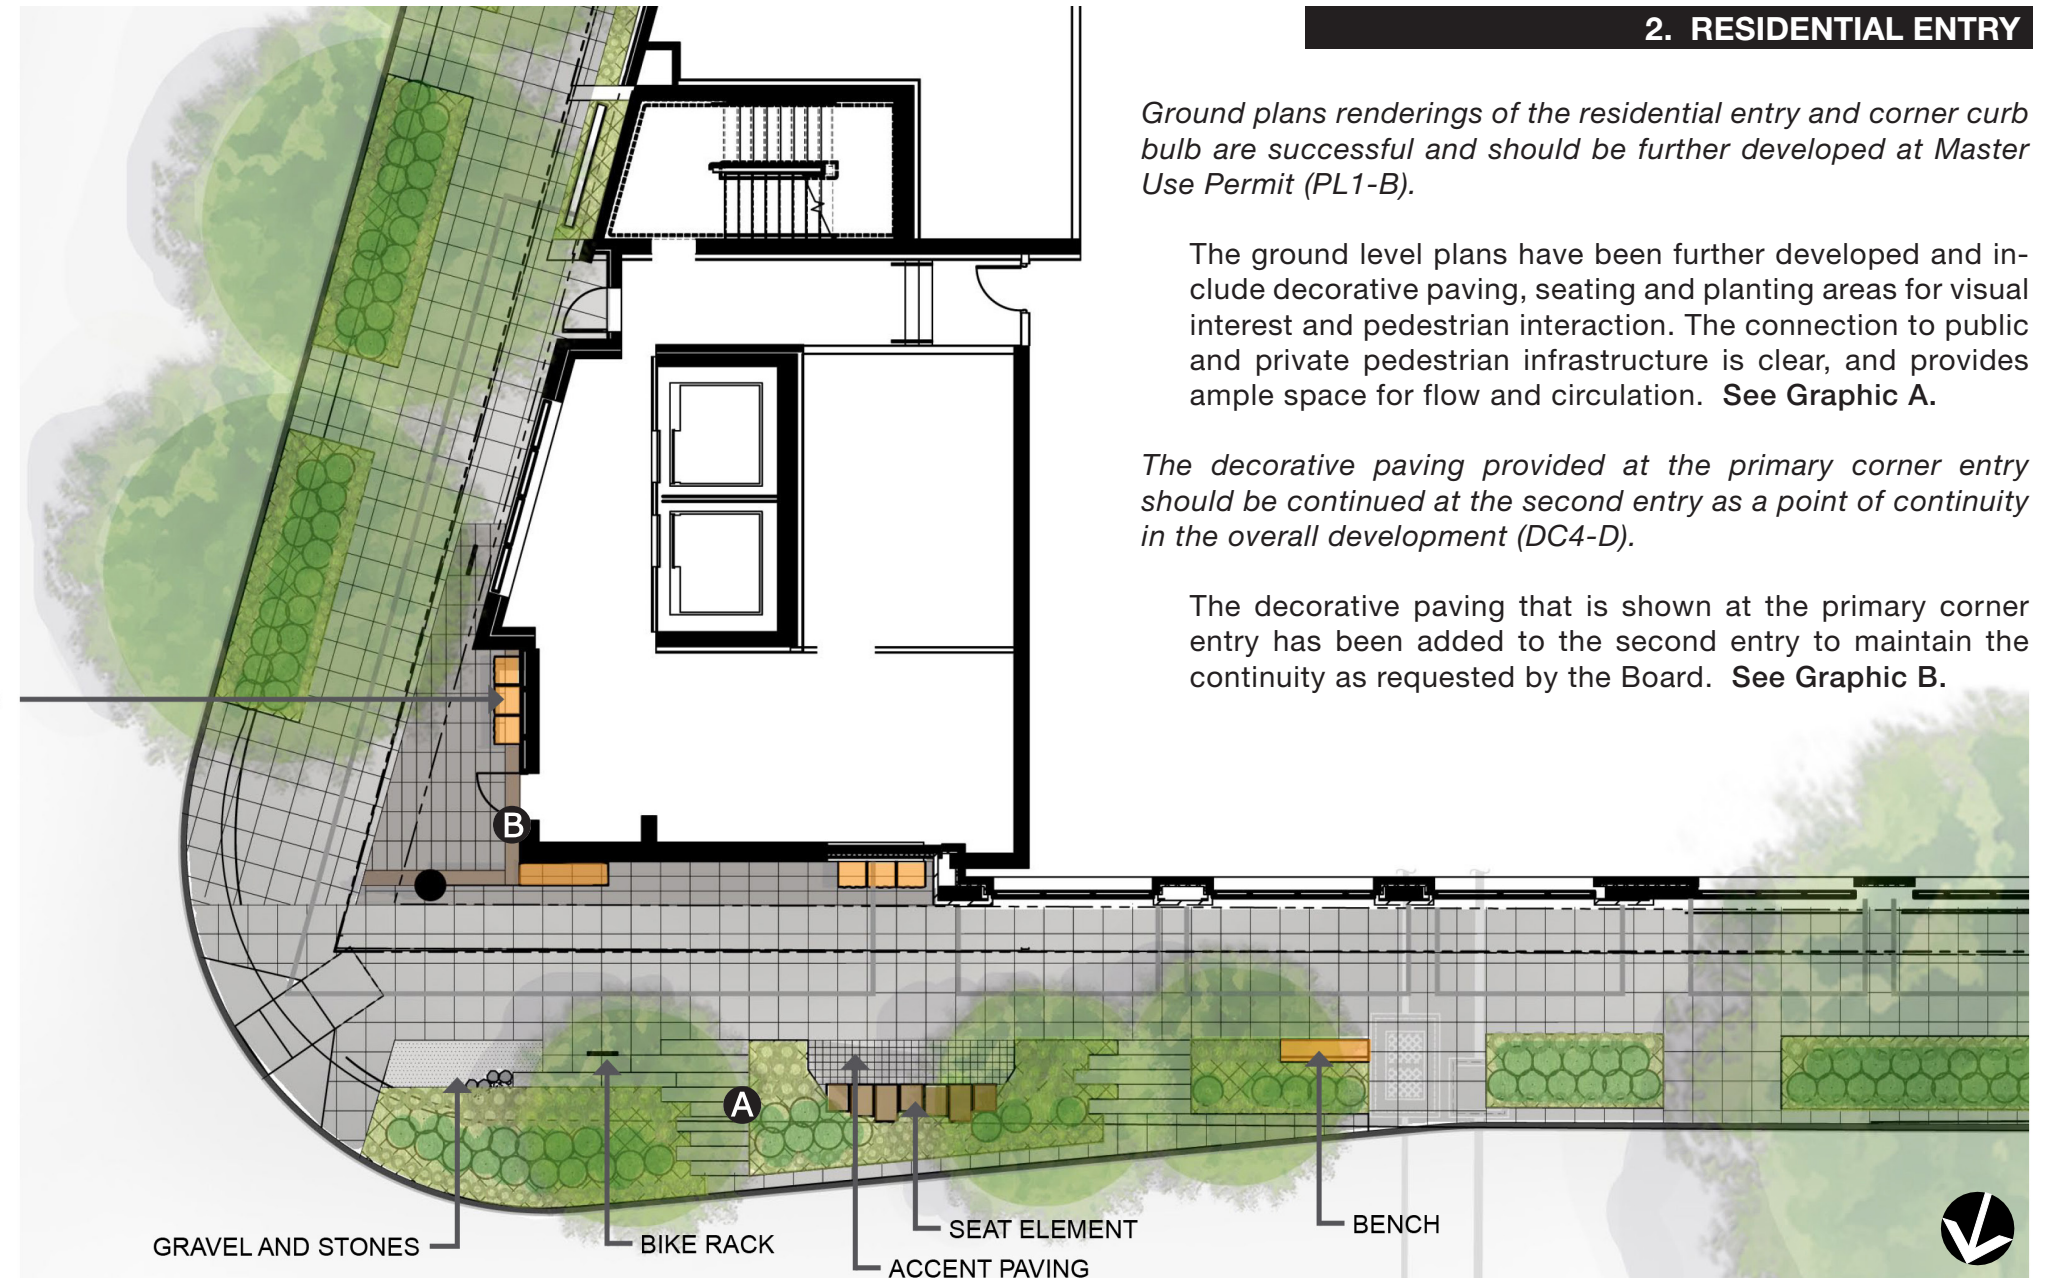 2. RESIDENTIAL ENTRY
Ground plans renderings of the residential entry and corner curb
bulb are successful and should be further developed at Master
Use Permit (PL1-B).
The ground level plans have been further developed and in-
clude decorative paving, seating and planting areas for visual
interest and pedestrian interaction. The connection to public
and private pedestrian infrastructure is clear, and provides
ample space for flow and circulation. See Graphic A.
The decorative paving provided at the primary corner entry
should be continued at the second entry as a point of continuity
in the overall development (DC4-D).
The decorative paving that is shown at the primary corner
entry has been added to the second entry to maintain the
continuity as requested by the Board. See Graphic B.
B
A
GRAVEL AND STONES
BIKE RACK
SEAT ELEMENT
ACCENT PAVING
BENCH